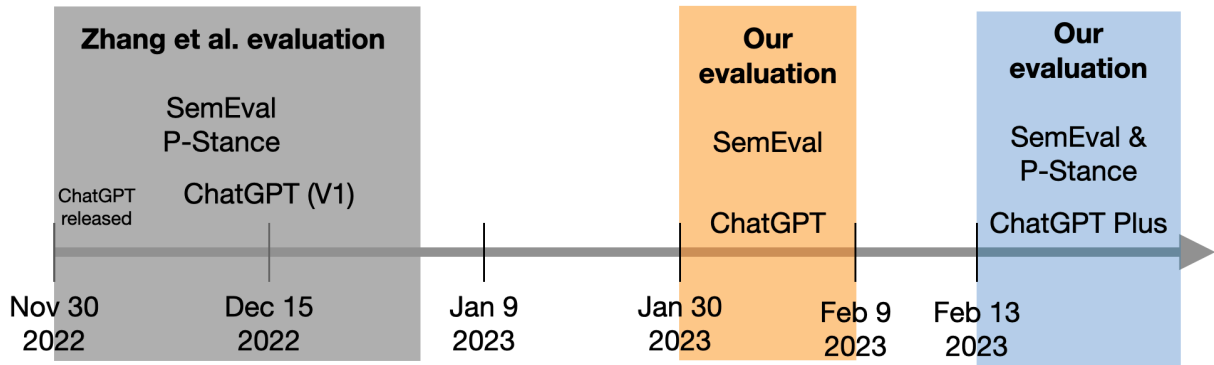 Zhang et al. evaluation
SemEval
P-Stance
ChatGPT
released
ChatGPT (V1)
Our
evaluation
SemEval
ChatGPT
Our
evaluation
SemEval &
P-Stance
ChatGPT Plus
Nov 30
2022
Dec 15
2022
Jan 9
2023
Jan 30
2023
Feb 9
2023
Feb 13
2023